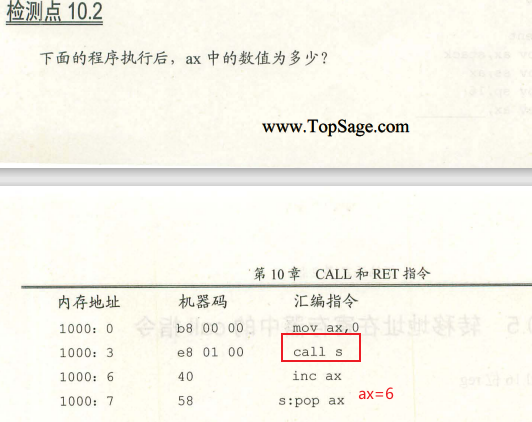 检测点 10.2
下面的程序执行后，ax 中的数值为多少？
www.TopSage.com
第 10 章 CALL 和 RET 指令
内存地址 机器码 汇编指令
1000：0 b8 00 00 mov ax,0
1000：3 e8 01 00 call s
1000：6 40 inc ax
1000：7 58 s:pop ax ax=6